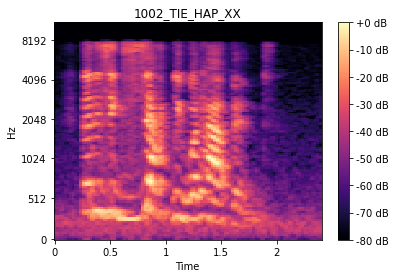 1002_TIE_HAP_XX
+0 dB
8192
-10 dB
4096
-20 dB
-30 dB
2048
-40 dB
Hz
1024
-50 dB
512
-60 dB
-70 dB
0
-80 dB
0 0.5 1 1.5 2
Time